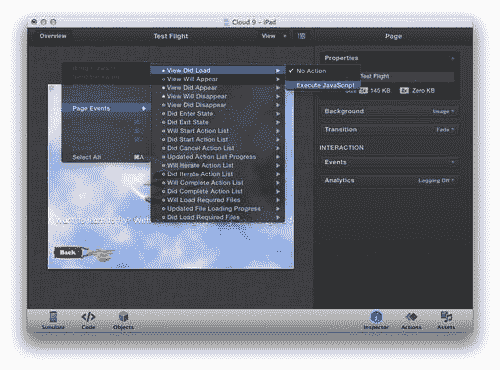 Cloud 9 - iPad
Overview
Test Flight
View
Page
Page Events
Select All ⌘A
View Did Load
View Will Appear
View Did Appear
View Will Disappear
View Did Disappear
Did Enter State
Did Exit State
Will Start Action List
Did Start Action List
Did Cancel Action List
Updated Action List Progress
Will Iterate Action List
Did Iterate Action List
Will Complete Action List
Did Complete Action List
Will Load Required Files
Updated File Loading Progress
Did Load Required Files
✓ No Action
Execute JavaScript
Back
Properties
Test Flight
145 KB
Zero KB
Background Image
Transition Fade
INTERACTION
Events
Analytics Logging Off
Simulate
Code
Objects
Inspector
Actions
Assets